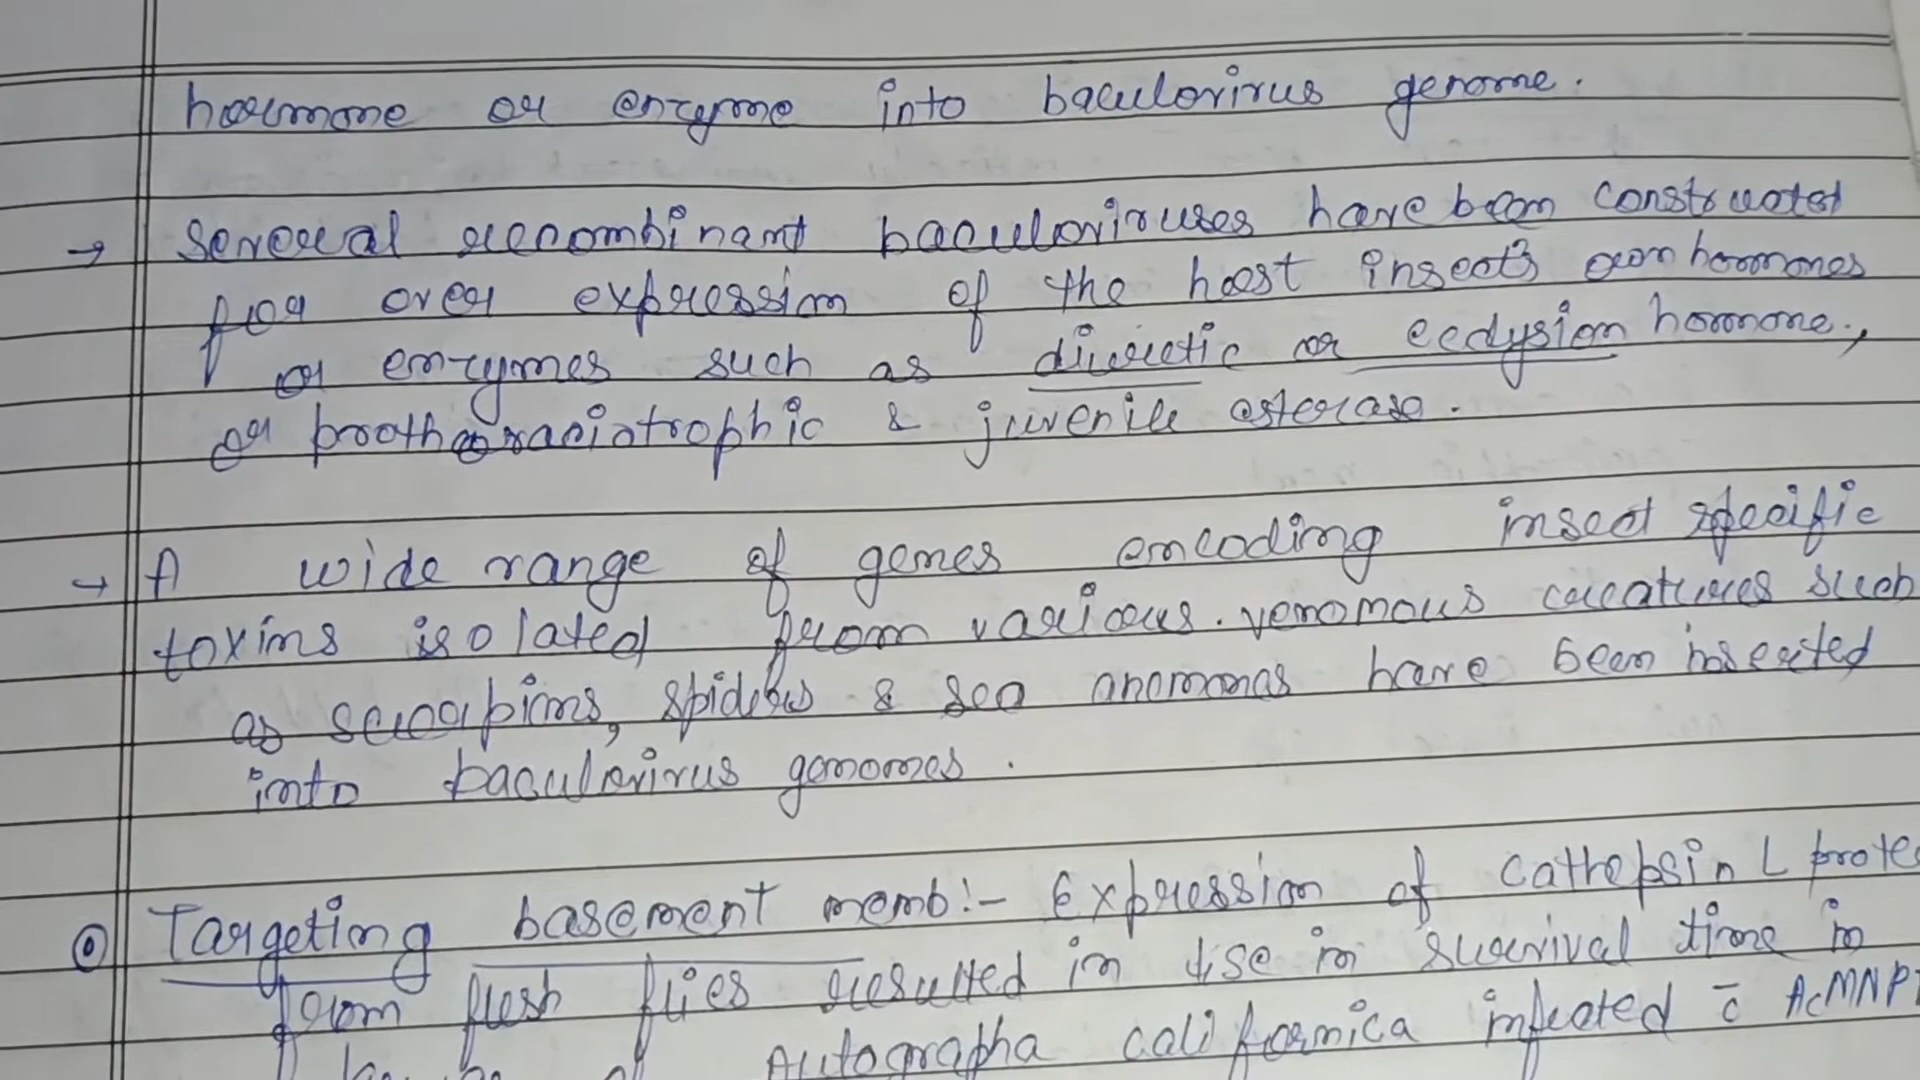 hormone or enzyme into baculovirus genome.
→ Several recombinant baculoviruses have been constructed
for over expression of the host insect's own hormones
or enzymes such as diuretic or ecdysion hormone,
or prothoraciotrophic & juvenile esterase.
→ A wide range of genes encoding insect specific
toxins isolated from various venomous creatures such
as scorpions, spiders & sea anomonas have been inserted
into baculovirus genomes.
Targeting basement memb:- Expression of cathepsin L prote
from flesh flies resulted in ↓se in survival time in
of Autographa californica infected c̄ AcMNP